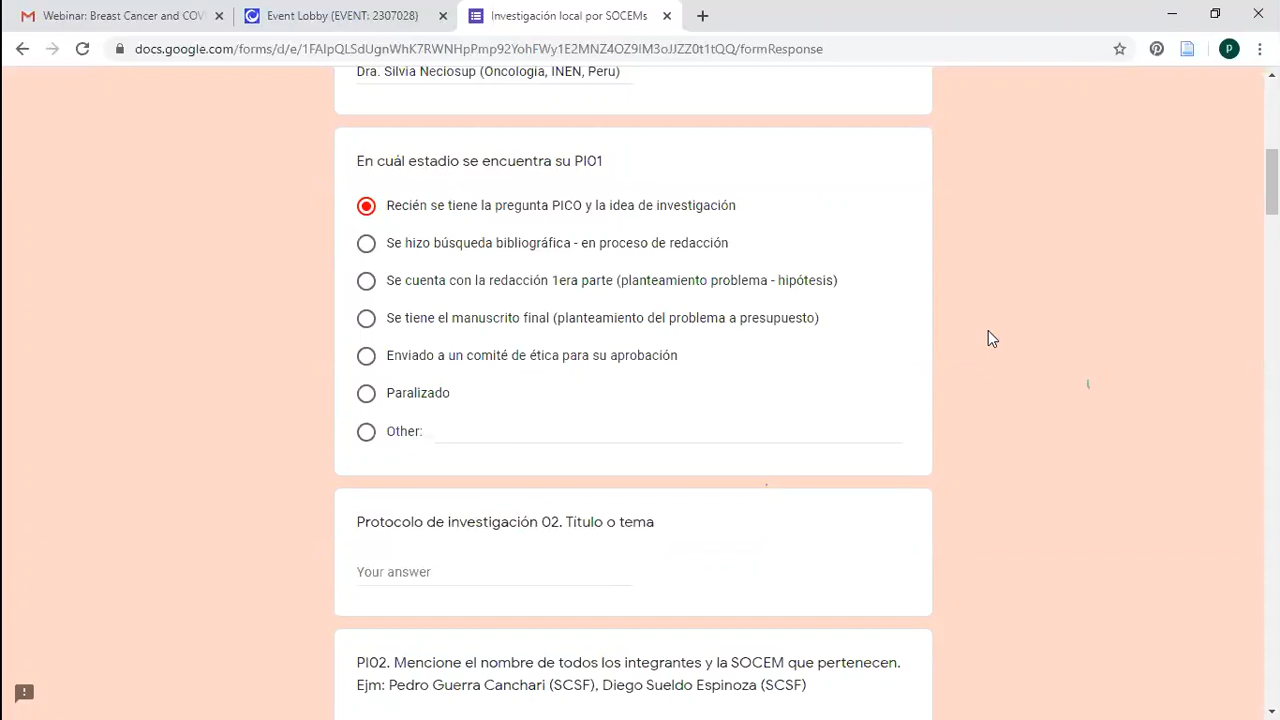 Webinar: Breast Cancer and COV
Event Lobby (EVENT: 2307028)
Investigación local por SOCEMs
docs.google.com/forms/d/e/1FAIpQLSdUgnWhK7RWNHpPmp92YonFWy1E2MNZ4OZ9IM3oJJZZ0t1tQQ/formResponse
P
Dra. Silvia Neciosup (Oncologia, INEN, Peru)
En cuál estadio se encuentra su PI01
Recién se tiene la pregunta PICO y la idea de investigación
Se hizo búsqueda bibliográfica - en proceso de redacción
Se cuenta con la redacción 1era parte (planteamiento problema - hipótesis)
Se tiene el manuscrito final (planteamiento del problema a presupuesto)
Enviado a un comité de ética para su aprobación
Paralizado
Other:
Protocolo de investigación 02. Título o tema
Your answer
PI02. Mencione el nombre de todos los integrantes y la SOCEM que pertenecen.
Ejm: Pedro Guerra Canchari (SCSF), Diego Sueldo Espinoza (SCSF)